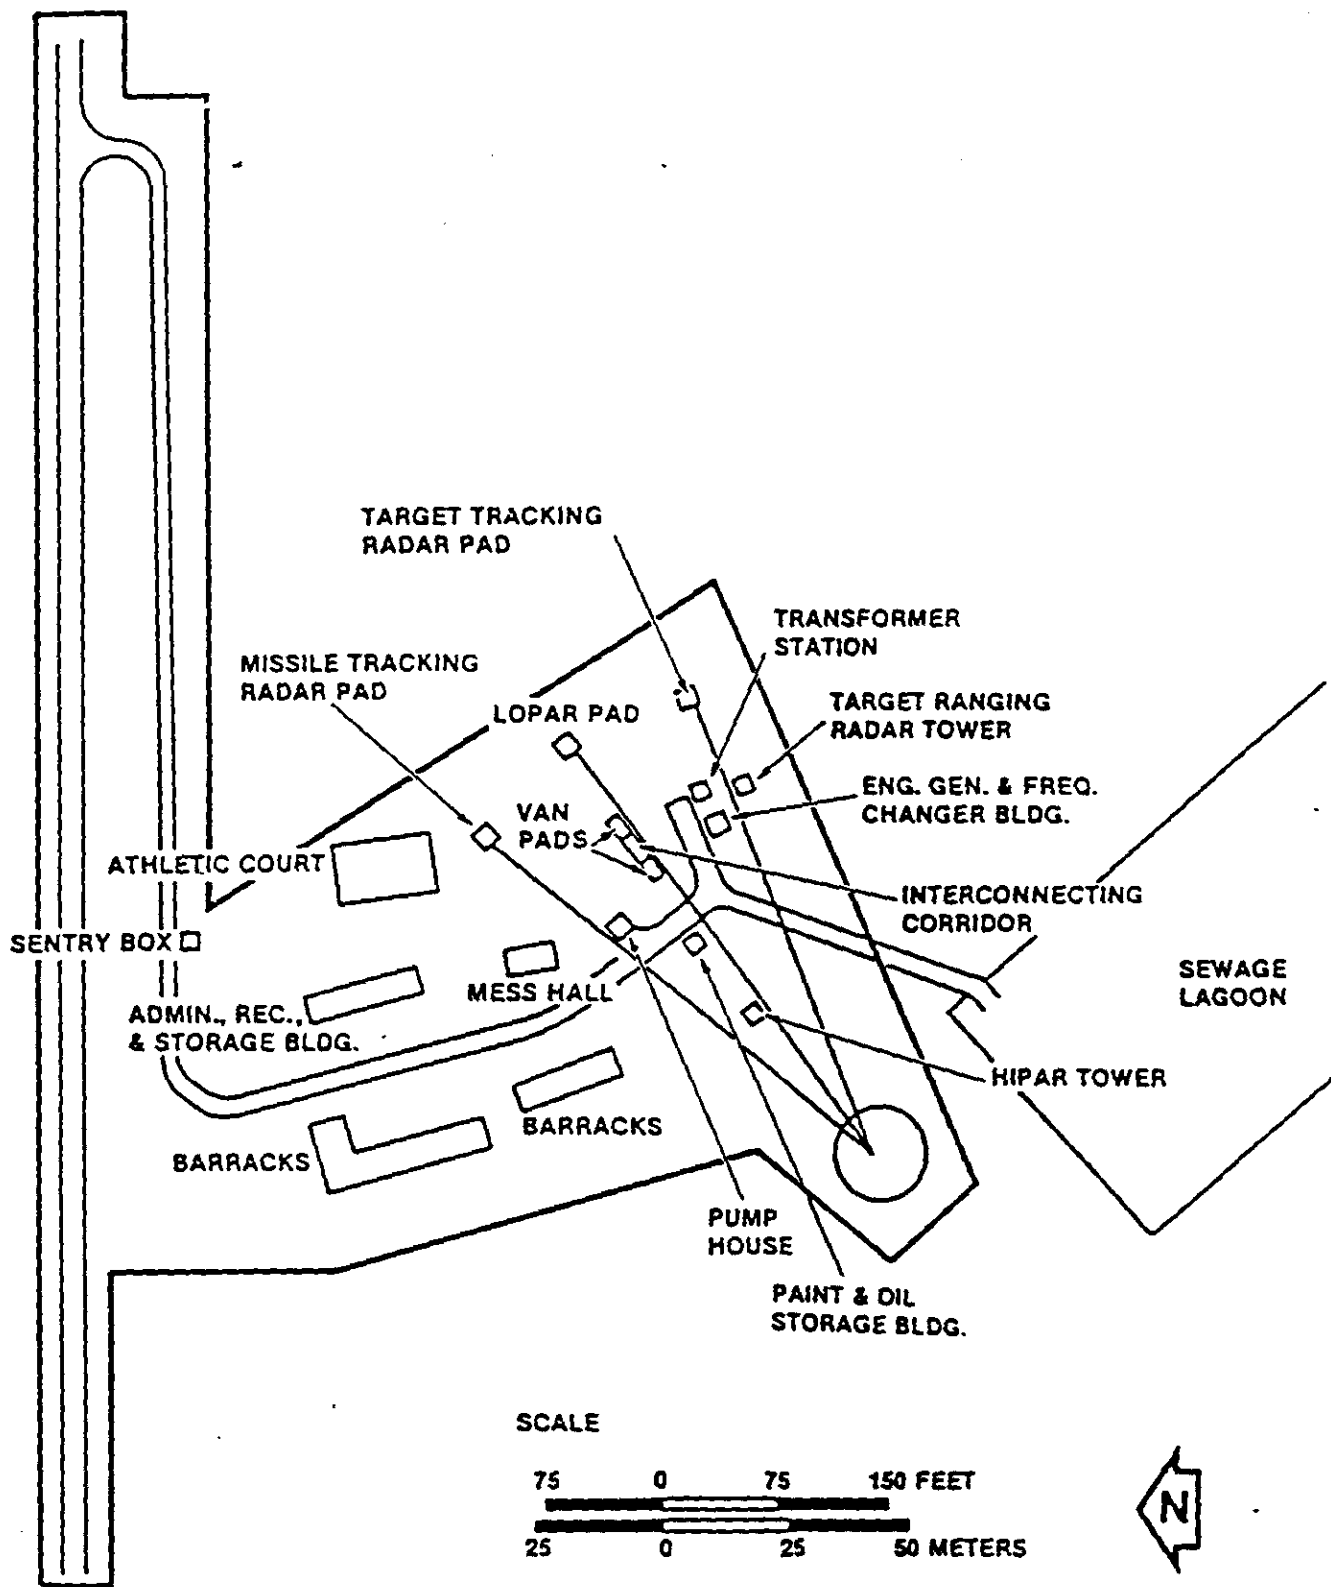 TARGET TRACKING
RADAR PAD
TRANSFORMER
STATION
MISSILE TRACKING
RADAR PAD
LOPAR PAD
TARGET RANGING
RADAR TOWER
ENG. GEN. & FREQ.
CHANGER BLDG.
VAN
PADS
ATHLETIC COURT
INTERCONNECTING
CORRIDOR
SENTRY BOX
MESS HALL
SEWAGE
LAGOON
ADMIN., REC.,
& STORAGE BLDG.
HIPAR TOWER
BARRACKS
BARRACKS
PUMP
HOUSE
PAINT & OIL
STORAGE BLDG.
SCALE
75 0 75 150 FEET
25 0 25 50 METERS
N